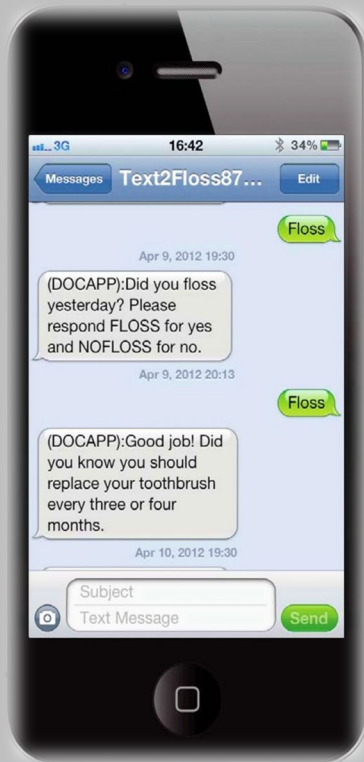 3G 16:42 34%
Messages Text2Floss87... Edit
Floss
Apr 9, 2012 19:30
(DOCAPP):Did you floss
yesterday? Please
respond FLOSS for yes
and NOFLOSS for no.
Apr 9, 2012 20:13
Floss
(DOCAPP):Good job! Did
you know you should
replace your toothbrush
every three or four
months.
Apr 10, 2012 19:30
Subject
Text Message Send